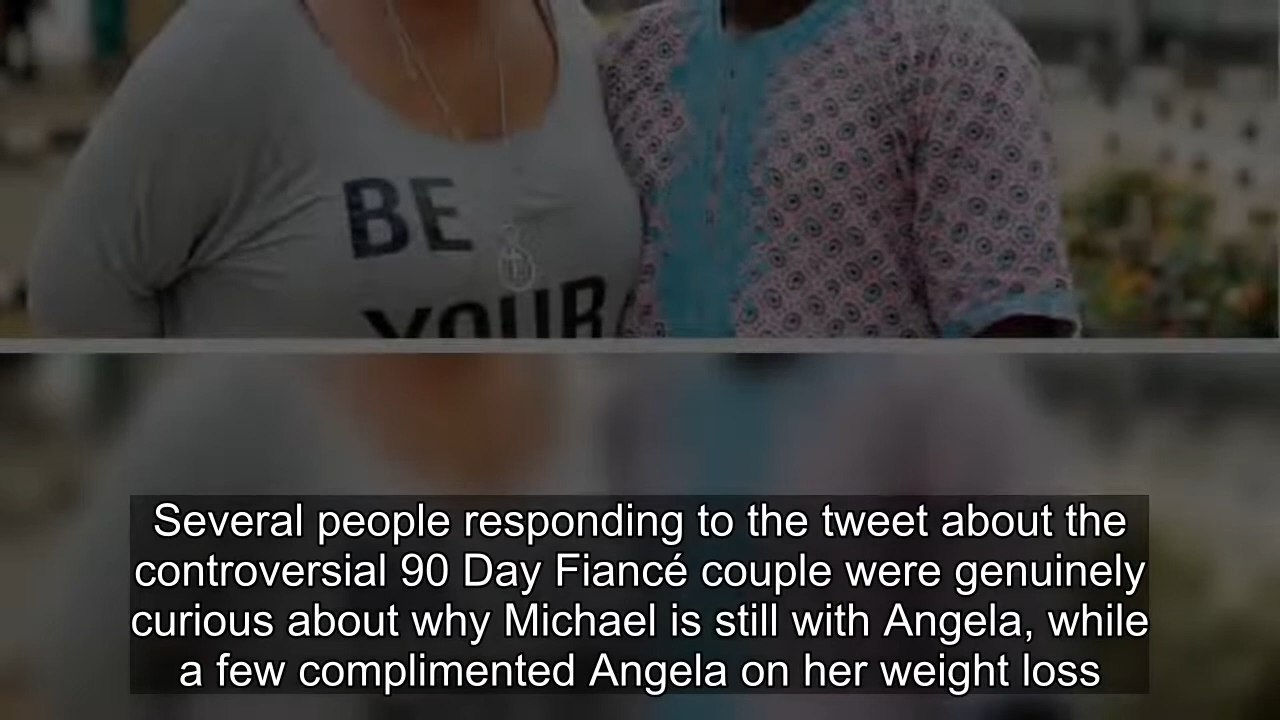 BE
YOUR
Several people responding to the tweet about the
controversial 90 Day Fiancé couple were genuinely
curious about why Michael is still with Angela, while
a few complimented Angela on her weight loss